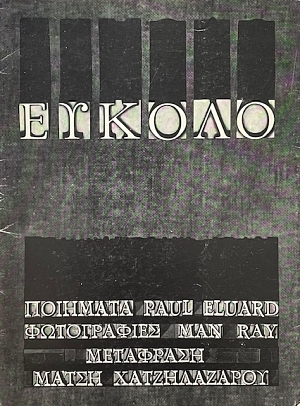 ΕΥΚΟΛΟ
ΠΟΙΗΜΑΤΑ PAUL ELUARD
ΦΩΤΟΓΡΑΦΙΕΣ MAN RAY
ΜΕΤΑΦΡΑΣΗ
ΜΑΤΣΗ ΧΑΤΖΗΛΑΖΑΡΟΥ